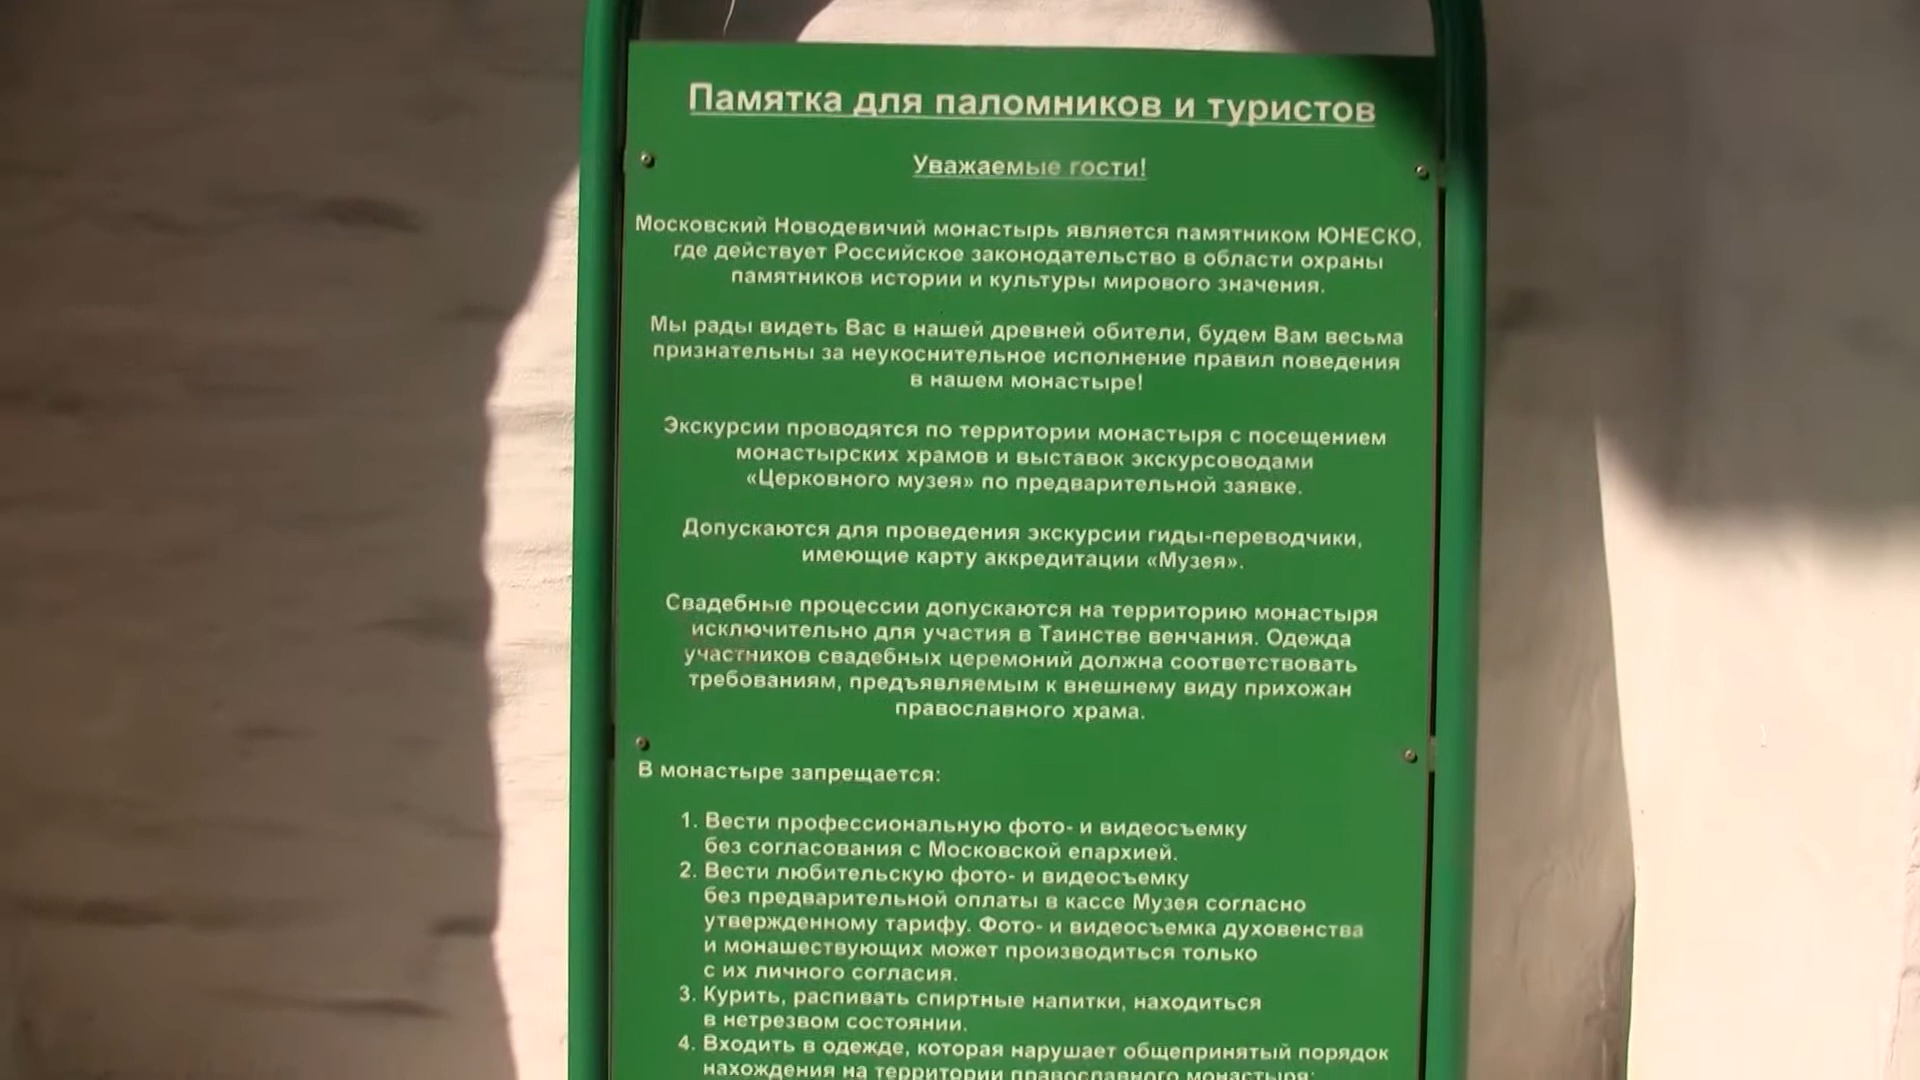 Памятка для паломников и туристов
Уважаемые гости!
Московский Новодевичий монастырь является памятником ЮНЕСКО,
где действует Российское законодательство в области охраны
памятников истории и культуры мирового значения.
Мы рады видеть Вас в нашей древней обители, будем Вам весьма
признательны за неукоснительное исполнение правил поведения
в нашем монастыре!
Экскурсии проводятся по территории монастыря с посещением
монастырских храмов и выставок экскурсоводами
«Церковного музея» по предварительной заявке.
Допускаются для проведения экскурсии гиды-переводчики,
имеющие карту аккредитации «Музея».
Свадебные процессии допускаются на территорию монастыря
исключительно для участия в Таинстве венчания. Одежда
участников свадебных церемоний должна соответствовать
требованиям, предъявляемым к внешнему виду прихожан
православного храма.
В монастыре запрещается:
1. Вести профессиональную фото- и видеосъемку
без согласования с Московской епархией.
2. Вести любительскую фото- и видеосъемку
без предварительной оплаты в кассе Музея согласно
утвержденному тарифу. Фото- и видеосъемка духовенства
и монашествующих может производиться только
с их личного согласия.
3. Курить, распивать спиртные напитки, находиться
в нетрезвом состоянии.
4. Входить в одежде, которая нарушает общепринятый порядок
нахождения на территории православного монастыря: